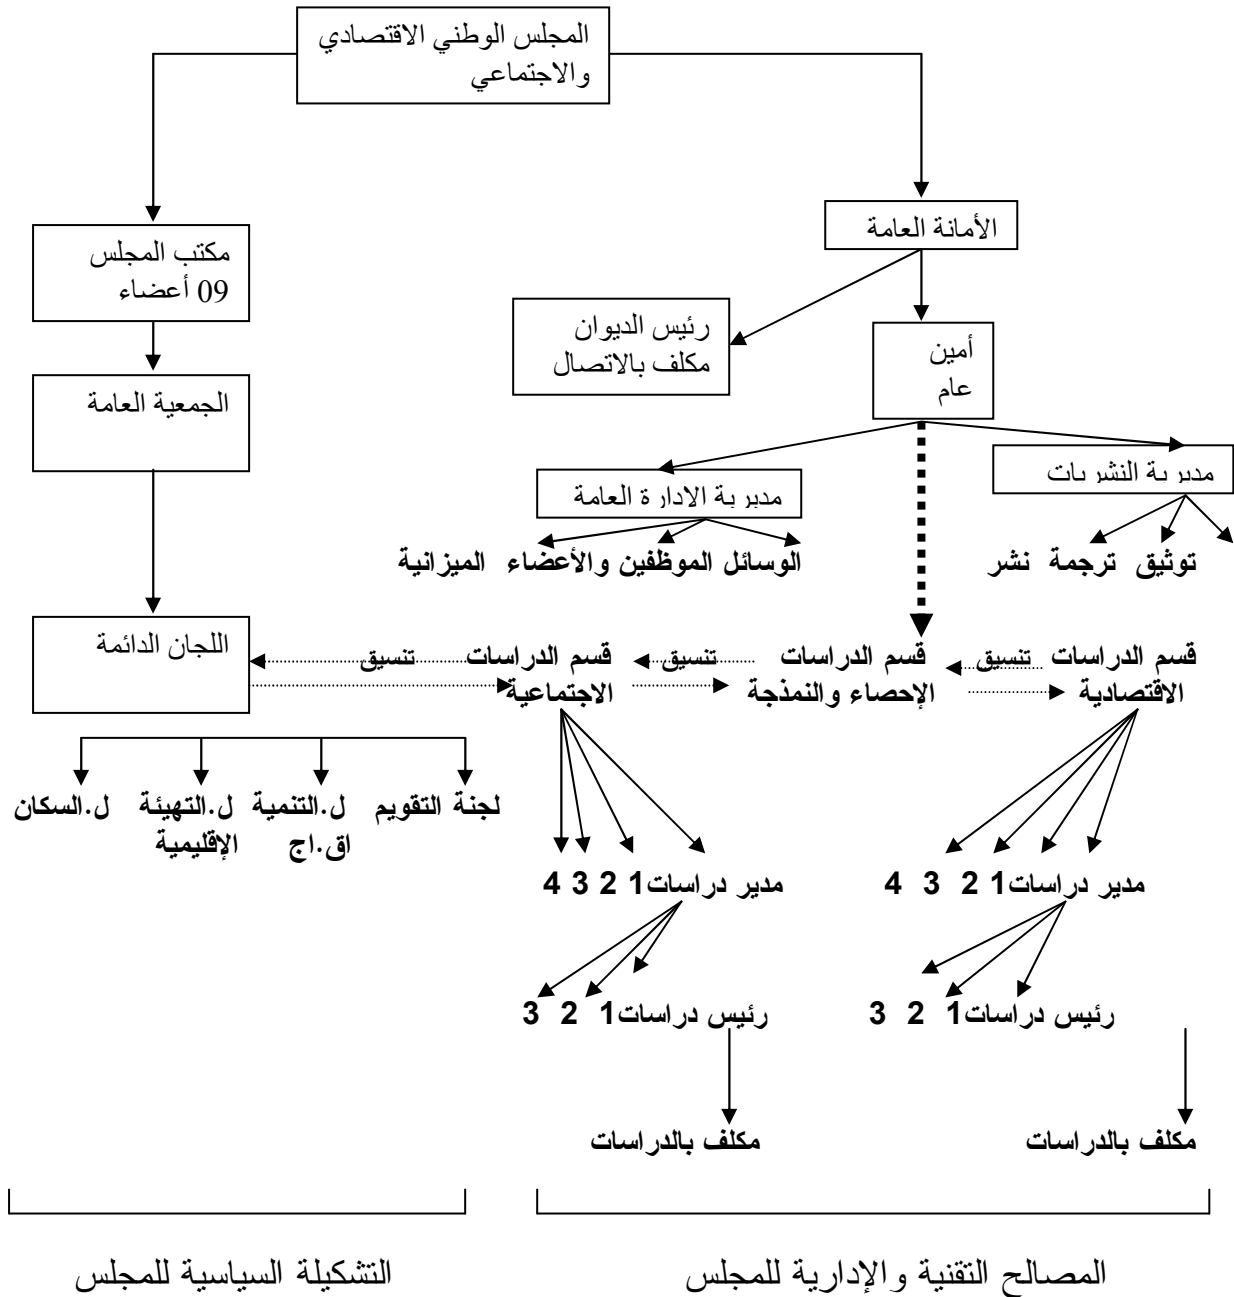 المجلس الوطني الاقتصادي
والاجتماعي
الأمانة العامة
مكتب المجلس
09 أعضاء
رئيس الديوان
مكلف بالاتصال
أمين
عام
الجمعية العامة
مديرية النشريات
مديرية الإدارة العامة
توثيق ترجمة نشر
الوسائل الموظفين والأعضاء الميزانية
اللجان الدائمة
قسم الدراسات
الاقتصادية
تنسيق
قسم الدراسات
الإحصاء والنمذجة
تنسيق
قسم الدراسات
الاجتماعية
تنسيق
لجنة التقويم
ل.التنمية
اق.اج
ل.التهيئة
الإقليمية
ل.السكان
مدير دراسات1 2 3 4
مدير دراسات1 2 3 4
رئيس دراسات1 2 3
رئيس دراسات1 2 3
مكلف بالدراسات
مكلف بالدراسات
المصالح التقنية والإدارية للمجلس
التشكيلة السياسية للمجلس